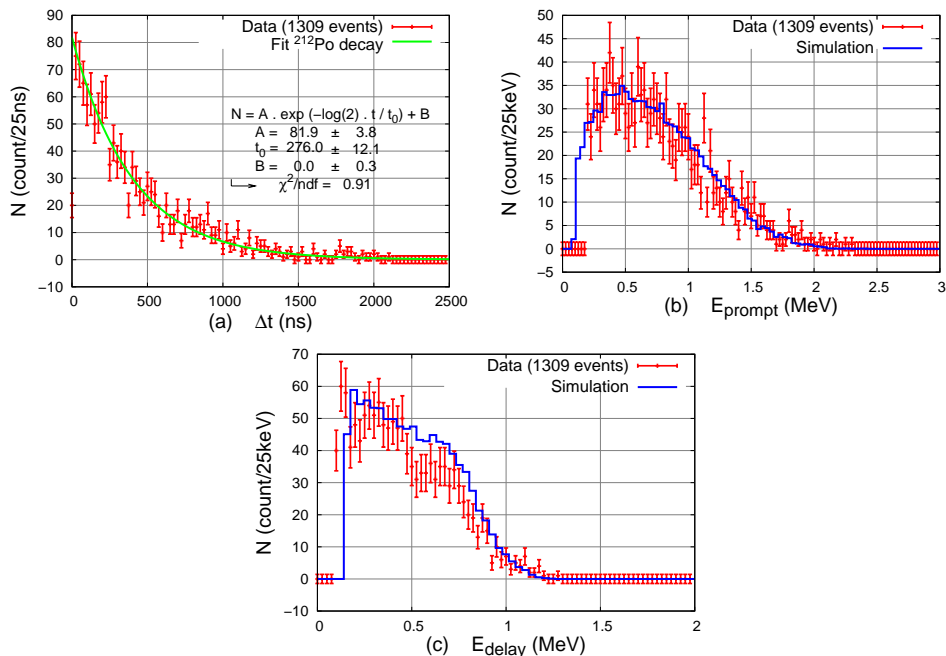 Data (1309 events)
Fit ²¹²Po decay
N = A . exp (−log(2) . t / t₀) + B
A = 81.9 ± 3.8
t₀ = 276.0 ± 12.1
B = 0.0 ± 0.3
χ²/ndf = 0.91
N (count/25ns)
90
80
70
60
50
40
30
20
10
0
−10
0 500 1000 1500 2000 2500
(a) Δt (ns)
Data (1309 events)
Simulation
N (count/25keV)
50
45
40
35
30
25
20
15
10
5
0
−5
0 0.5 1 1.5 2 2.5 3
(b) E_prompt (MeV)
Data (1309 events)
Simulation
N (count/25keV)
70
60
50
40
30
20
10
0
−10
0 0.5 1 1.5 2
(c) E_delay (MeV)